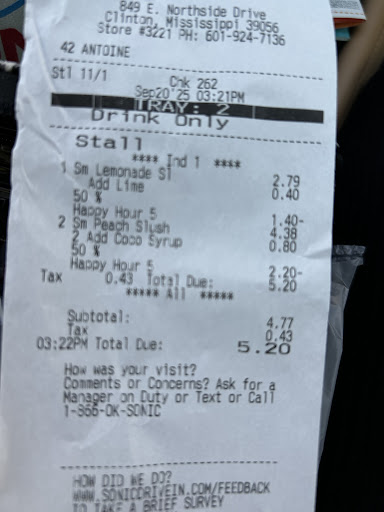 849 E. Northside Drive
Clinton, Mississippi 39056
Store #3221 PH: 601-924-7136
42 ANTOINE
Stl 11/1
Chk 262
Sep20'25 03:21PM
TRAY: 2
Drink Only
Stall
**** Ind 1 ****
1 Sm Lemonade Sl 2.79
Add Lime 0.40
50 %
Happy Hour 5 1.40-
2 Sm Peach Slush 4.38
2 Add Coco Syrup 0.80
50 %
Happy Hour 5 2.20-
Tax 0.43 Total Due: 5.20
***** All *****
Subtotal: 4.77
Tax 0.43
03:22PM Total Due: 5.20
How was your visit?
Comments or Concerns? Ask for a
Manager on Duty or Text or Call
1-866-OK-SONIC
HOW DID WE DO?
WWW.SONICDRIVEIN.COM/FEEDBACK
TO TAKE A BRIEF SURVEY